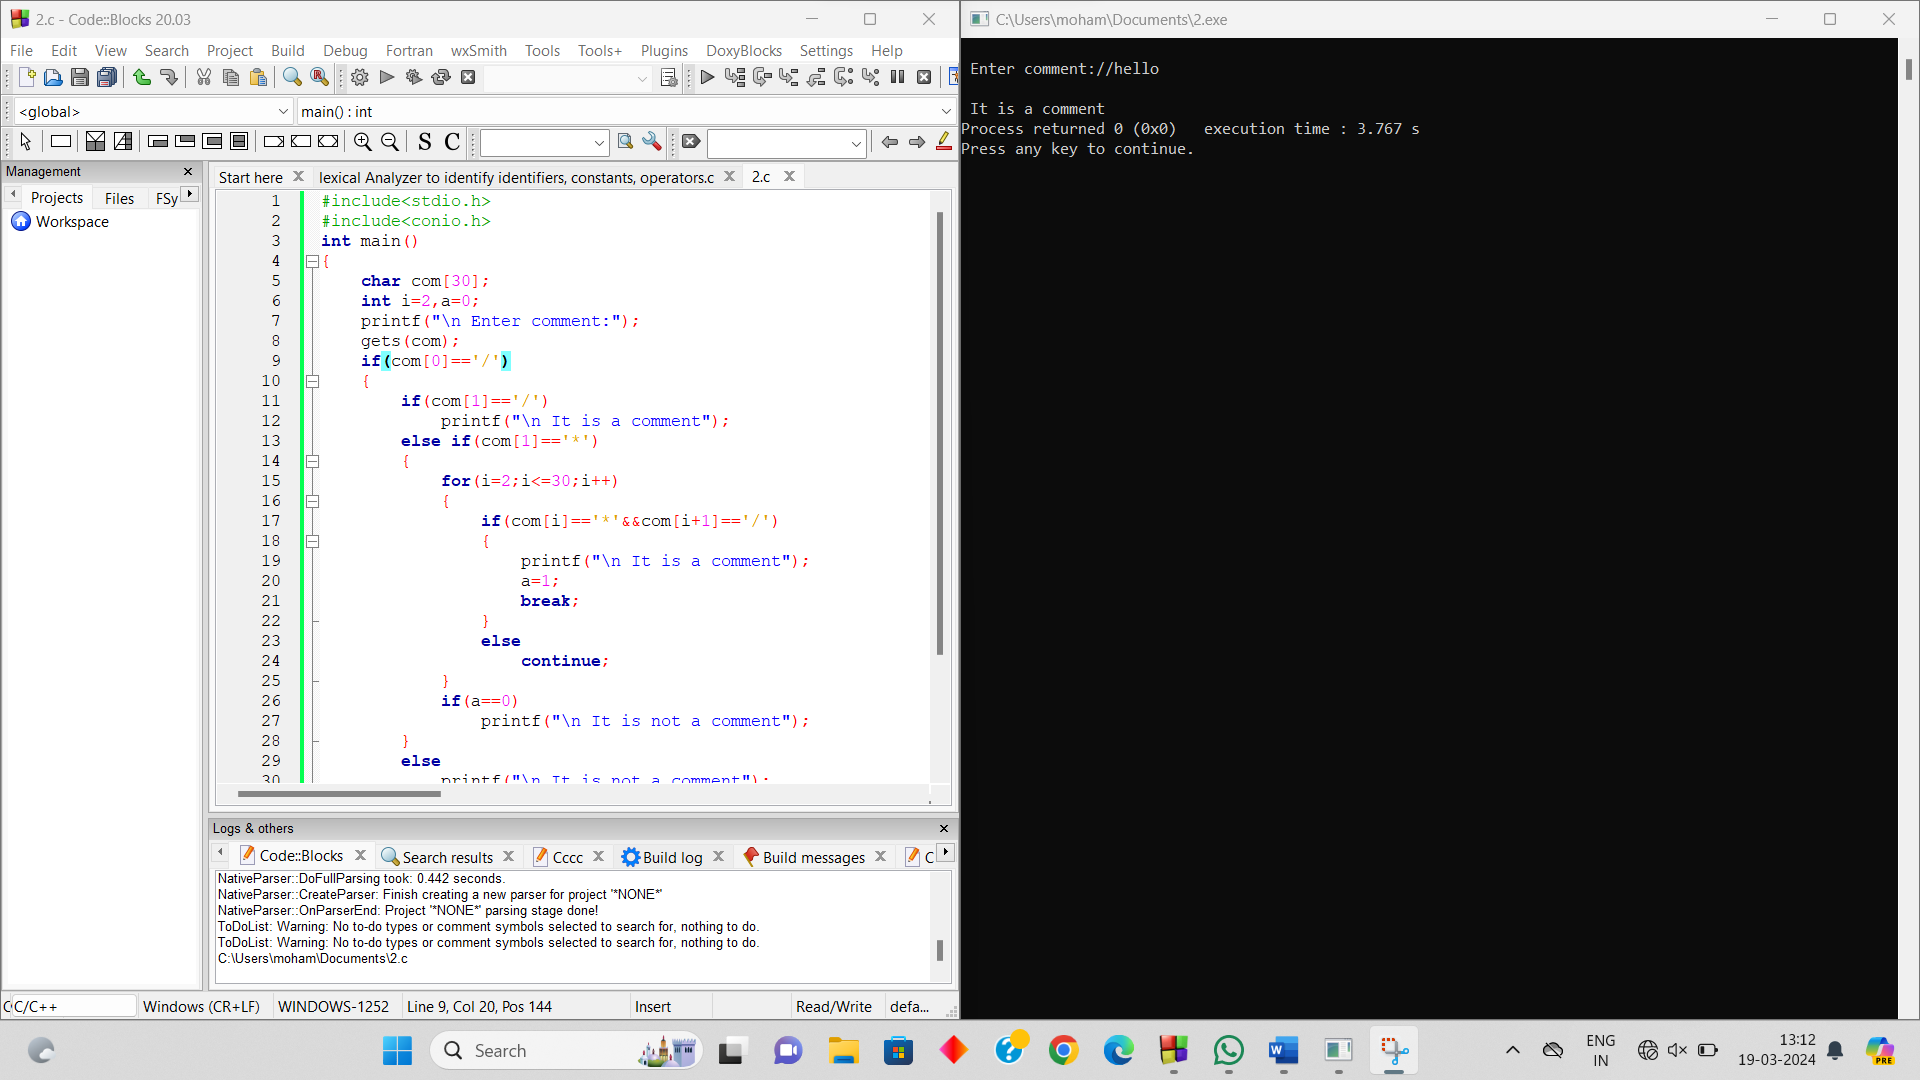 2.c - Code::Blocks 20.03
File Edit View Search Project Build Debug Fortran wxSmith Tools Tools+ Plugins DoxyBlocks Settings Help
<global>
main() : int
S C
Management
Projects Files FSy
Workspace
Start here
lexical Analyzer to identify identifiers, constants, operators.c
2.c
1 #include<stdio.h>
2 #include<conio.h>
3 int main()
4 {
5 char com[30];
6 int i=2,a=0;
7 printf("\n Enter comment:");
8 gets(com);
9 if(com[0]=='/')
10 {
11 if(com[1]=='/')
12 printf("\n It is a comment");
13 else if(com[1]=='*')
14 {
15 for(i=2;i<=30;i++)
16 {
17 if(com[i]=='*'&&com[i+1]=='/')
18 {
19 printf("\n It is a comment");
20 a=1;
21 break;
22 }
23 else
24 continue;
25 }
26 if(a==0)
27 printf("\n It is not a comment");
28 }
29 else
30 printf("\n It is not a comment");
Logs & others
Code::Blocks Search results Cccc Build log Build messages C
NativeParser::DoFullParsing took: 0.442 seconds.
NativeParser::CreateParser: Finish creating a new parser for project '*NONE*'
NativeParser::OnParserEnd: Project '*NONE*' parsing stage done!
ToDoList: Warning: No to-do types or comment symbols selected to search for, nothing to do.
ToDoList: Warning: No to-do types or comment symbols selected to search for, nothing to do.
C:\Users\moham\Documents\2.c
C/C++ Windows (CR+LF) WINDOWS-1252 Line 9, Col 20, Pos 144 Insert Read/Write defa...
C:\Users\moham\Documents\2.exe
Enter comment://hello
It is a comment
Process returned 0 (0x0) execution time : 3.767 s
Press any key to continue.
Search
ENG
IN
13:12
19-03-2024
PRE